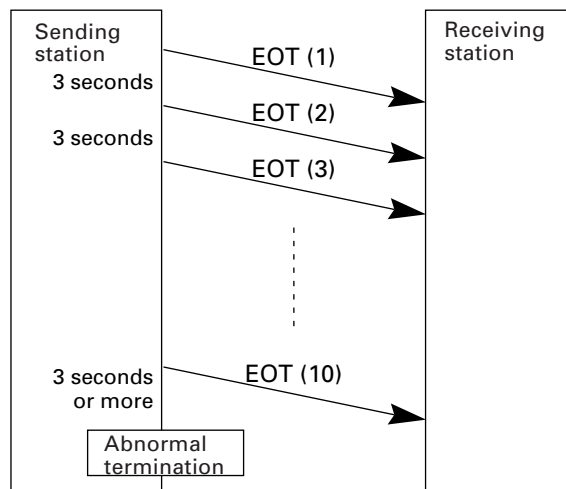 Sending
station
Receiving
station
EOT (1)
3 seconds
EOT (2)
3 seconds
EOT (3)
EOT (10)
3 seconds
or more
Abnormal
termination